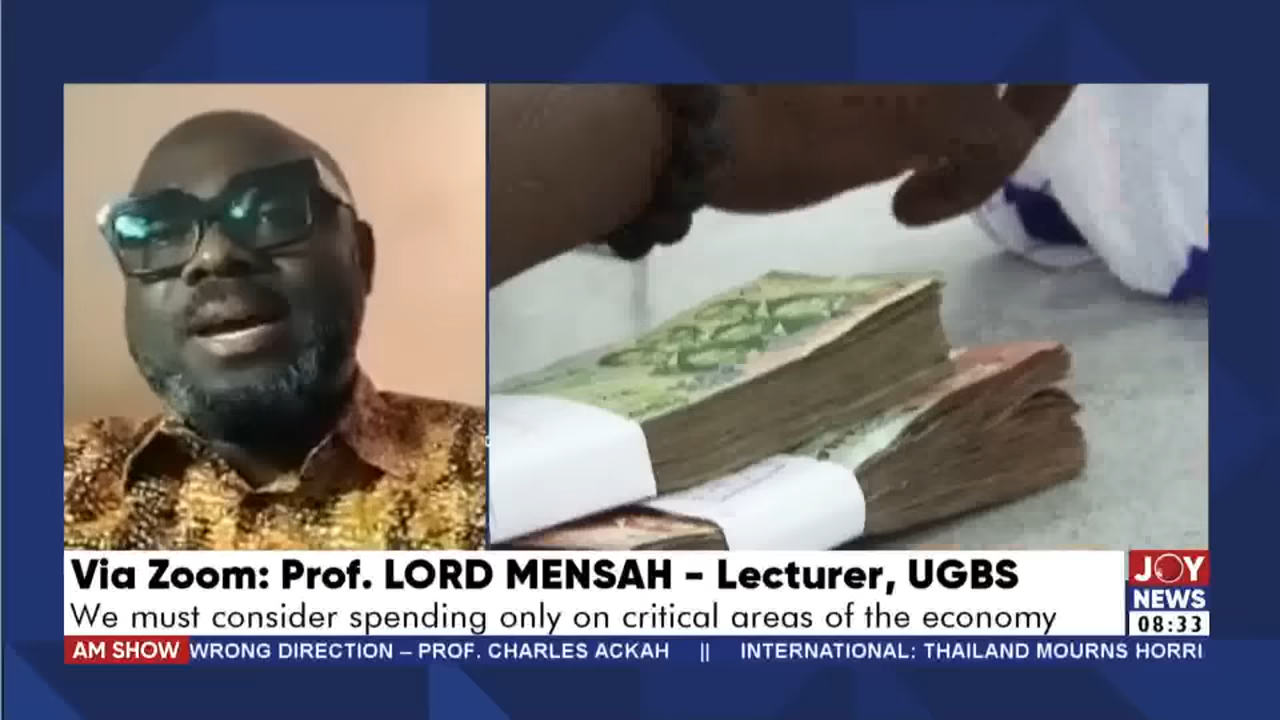 Via Zoom: Prof. LORD MENSAH – Lecturer, UGBS
We must consider spending only on critical areas of the economy
JOY
NEWS
08:33
AM SHOW
WRONG DIRECTION – PROF. CHARLES ACKAH || INTERNATIONAL: THAILAND MOURNS HORRI